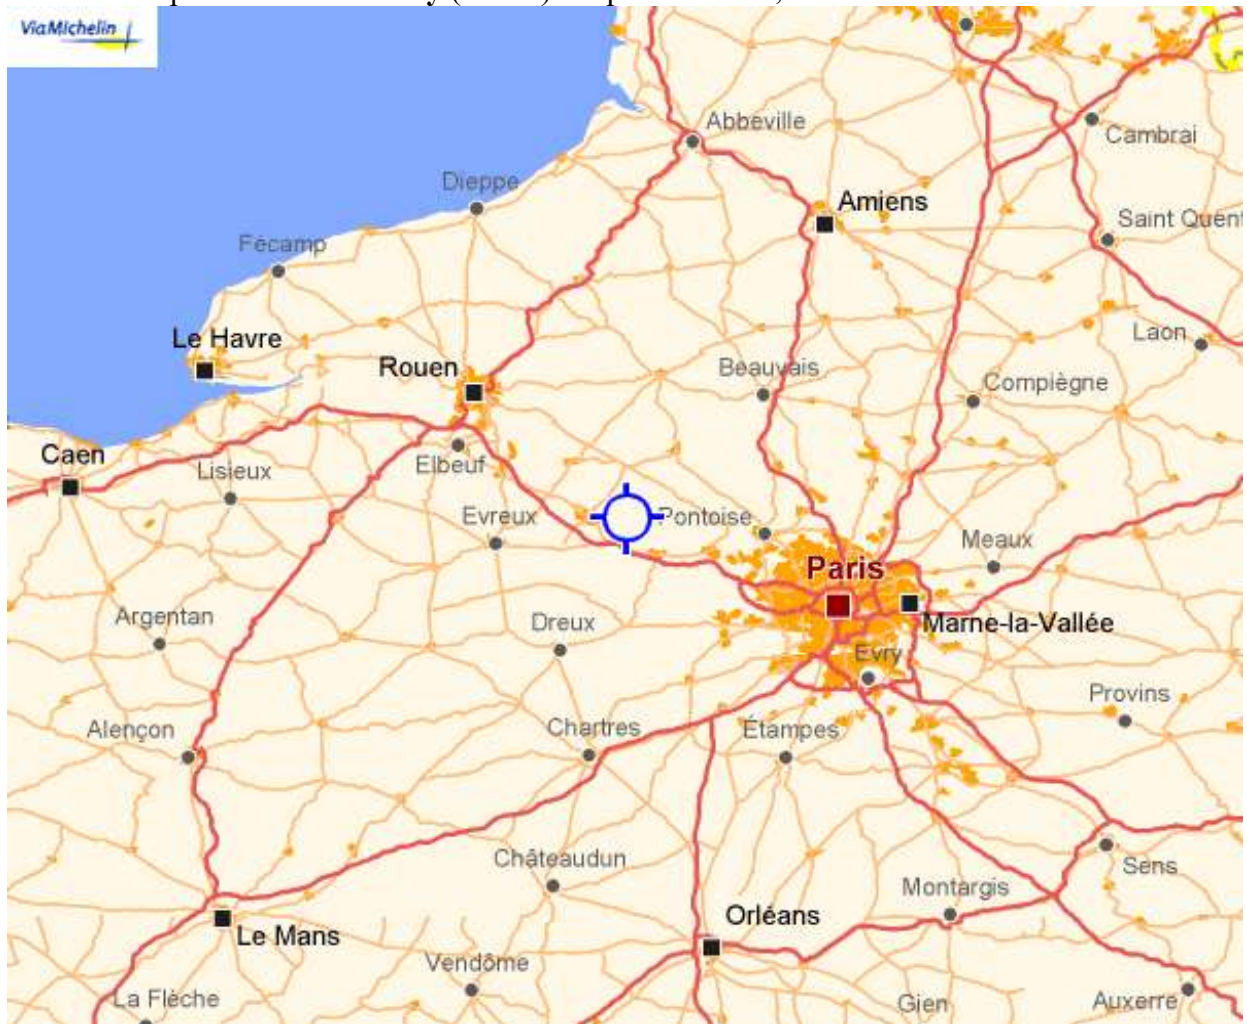 ViaMichelin
Abbeville
Cambrai
Dieppe
Amiens
Saint Quent
Fécamp
Le Havre
Laon
Rouen
Beauvais
Compiègne
Caen
Lisieux
Elbeuf
Evreux
Pontoise
Meaux
Paris
Argentan
Dreux
Marne-la-Vallée
Evry
Provins
Alençon
Chartres
Étampes
Châteaudun
Sens
Montargis
Orléans
Le Mans
Vendôme
La Flèche
Gien
Auxerre